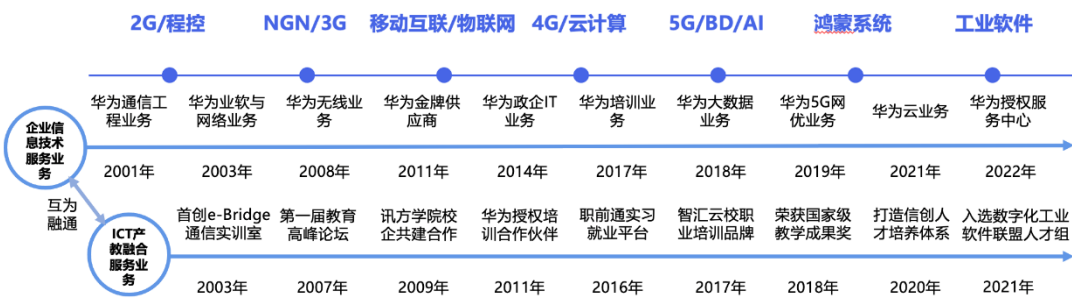 2G/程控 NGN/3G 移动互联/物联网 4G/云计算 5G/BD/AI 鸿蒙系统 工业软件
企业信
息技术
服务业
务
华为通信工
程业务
华为业软与
网络业务
华为无线业
务
华为金牌供
应商
华为政企IT
业务
华为培训业
务
华为大数据
业务
华为5G网
优业务
华为云业务
华为授权服
务中心
2001年 2003年 2008年 2011年 2014年 2017年 2018年 2019年 2021年 2022年
互为
融通
ICT产
教融合
服务业
务
首创e-Bridge
通信实训室
第一届教育
高峰论坛
讯方学院校
企共建合作
华为授权培
训合作伙伴
职前通实习
就业平台
智汇云校职
业培训品牌
荣获国家级
教学成果奖
打造信创人
才培养体系
入选数字化工业
软件联盟人才组
2003年 2007年 2009年 2011年 2016年 2017年 2018年 2020年 2021年